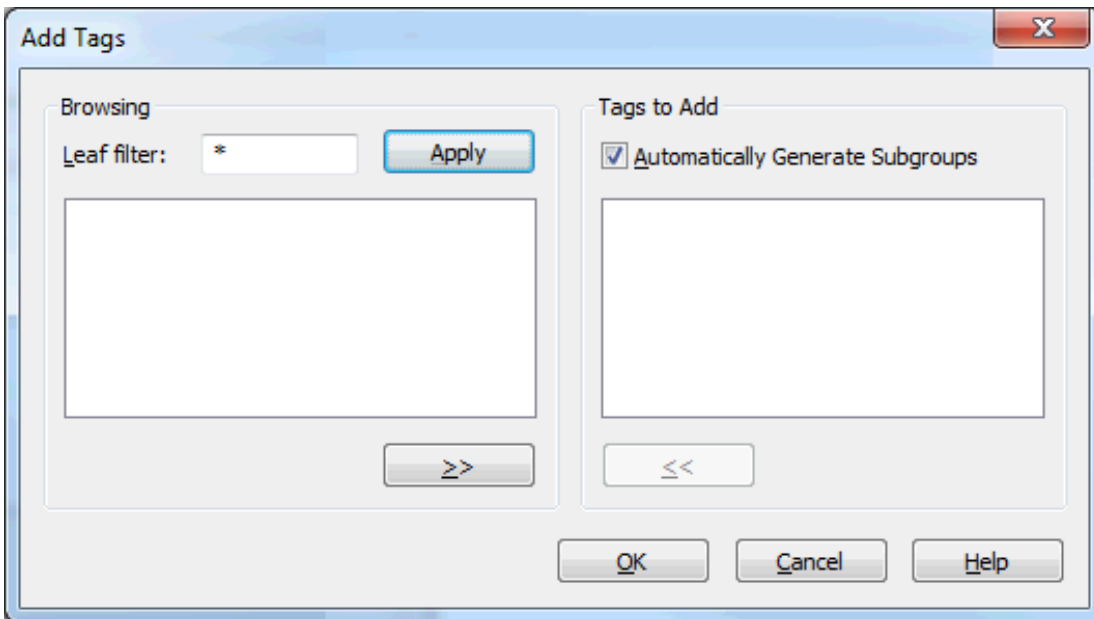 Add Tags
Browsing
Leaf filter: * Apply
>>
Tags to Add
Automatically Generate Subgroups
<<
OK Cancel Help